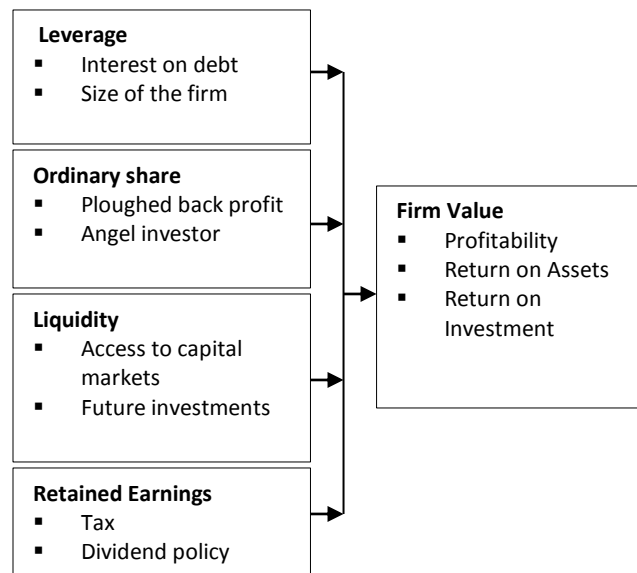 Leverage
▪ Interest on debt
▪ Size of the firm
Ordinary share
▪ Ploughed back profit
▪ Angel investor
Liquidity
▪ Access to capital
markets
▪ Future investments
Retained Earnings
▪ Tax
▪ Dividend policy
Firm Value
▪ Profitability
▪ Return on Assets
▪ Return on
Investment